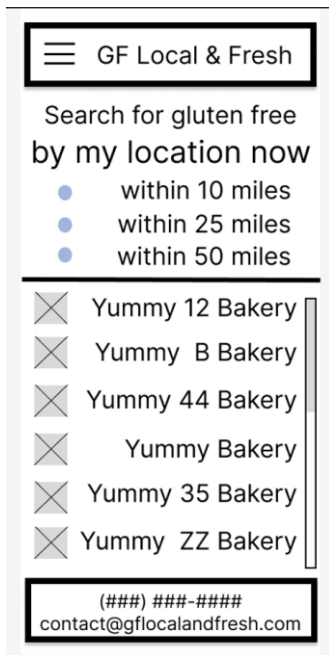 GF Local & Fresh
Search for gluten free
by my location now
within 10 miles
within 25 miles
within 50 miles
Yummy 12 Bakery
Yummy B Bakery
Yummy 44 Bakery
Yummy Bakery
Yummy 35 Bakery
Yummy ZZ Bakery
(###) ###-####
contact@gflocalandfresh.com